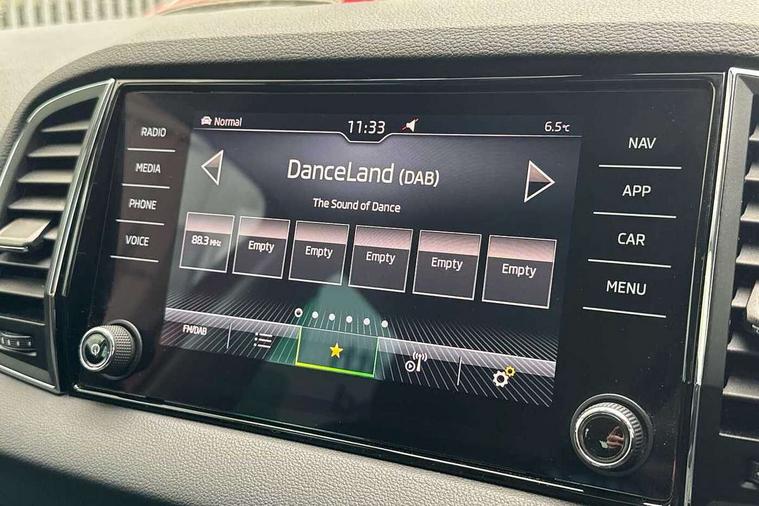 Normal
11:33
6.5°C
RADIO
MEDIA
PHONE
VOICE
DanceLand (DAB)
The Sound of Dance
88.3 MHz
Empty
Empty
Empty
Empty
Empty
FM/DAB
NAV
APP
CAR
MENU